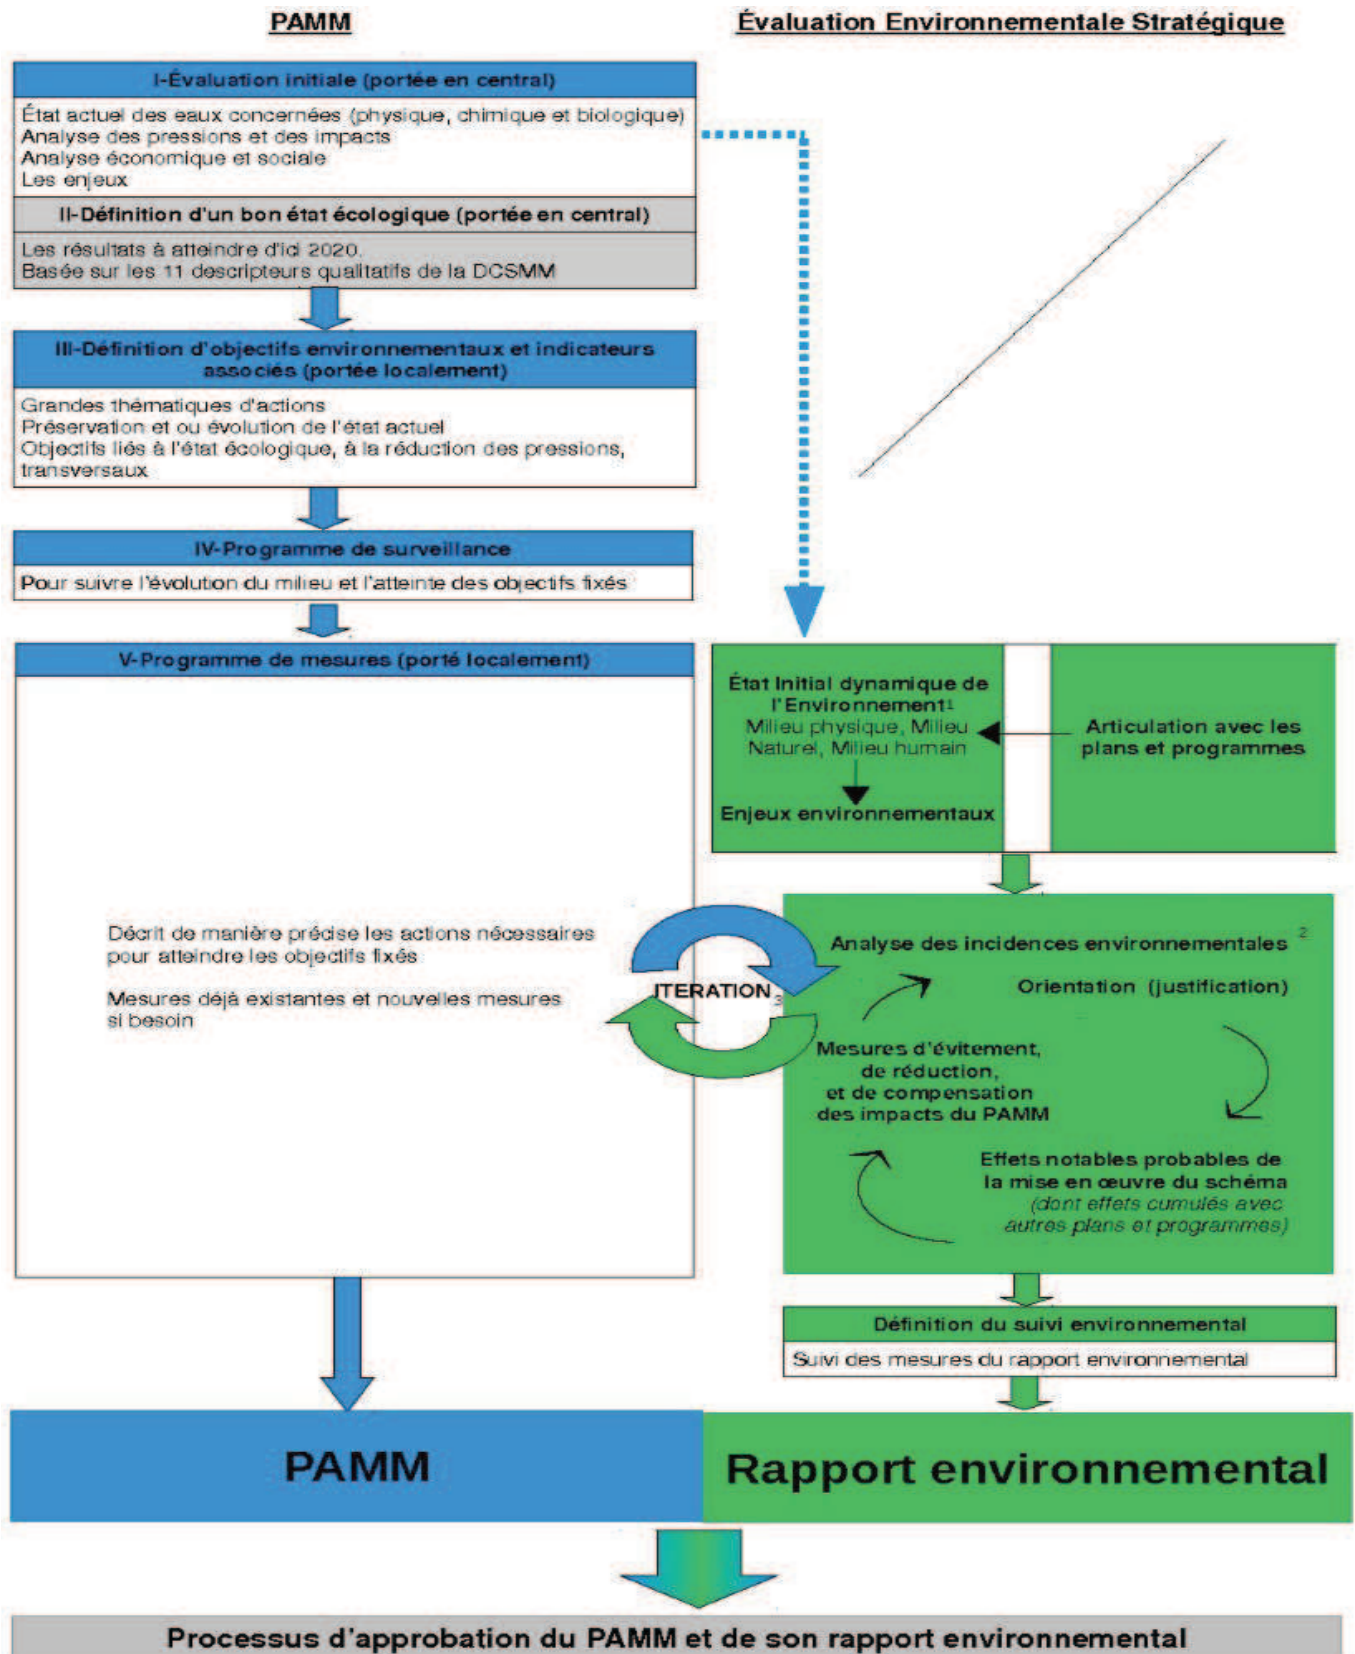 PAMM
Évaluation Environnementale Stratégique
I-Évaluation initiale (portée en central)
État actuel des eaux concernées (physique, chimique et biologique)
Analyse des pressions et des impacts
Analyse économique et sociale
Les enjeux
II-Définition d'un bon état écologique (portée en central)
Les résultats à atteindre d'ici 2020.
Basée sur les 11 descripteurs qualitatifs de la DCSMM
III-Définition d'objectifs environnementaux et indicateurs
associés (portée localement)
Grandes thématiques d'actions
Préservation et ou évolution de l'état actuel
Objectifs liés à l'état écologique, à la réduction des pressions,
transversaux
IV-Programme de surveillance
Pour suivre l'évolution du milieu et l'atteinte des objectifs fixés
V-Programme de mesures (porté localement)
Décrit de manière précise les actions nécessaires
pour atteindre les objectifs fixés
Mesures déjà existantes et nouvelles mesures
si besoin
État Initial dynamique de
l'Environnement1
Milieu physique, Milieu
Naturel, Milieu humain
Enjeux environnementaux
Articulation avec les
plans et programmes
ITERATION 3
Analyse des incidences environnementales 2
Orientation (justification)
Mesures d'évitement,
de réduction,
et de compensation
des impacts du PAMM
Effets notables probables de
la mise en œuvre du schéma
(dont effets cumulés avec
autres plans et programmes)
Définition du suivi environnemental
Suivi des mesures du rapport environnemental
PAMM
Rapport environnemental
Processus d'approbation du PAMM et de son rapport environnemental